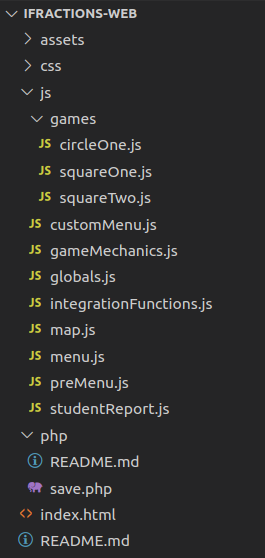 IFRACTIONS-WEB
assets
css
js
games
JS circleOne.js
JS squareOne.js
JS squareTwo.js
JS customMenu.js
JS gameMechanics.js
JS globals.js
JS integrationFunctions.js
JS map.js
JS menu.js
JS preMenu.js
JS studentReport.js
php
README.md
save.php
index.html
README.md